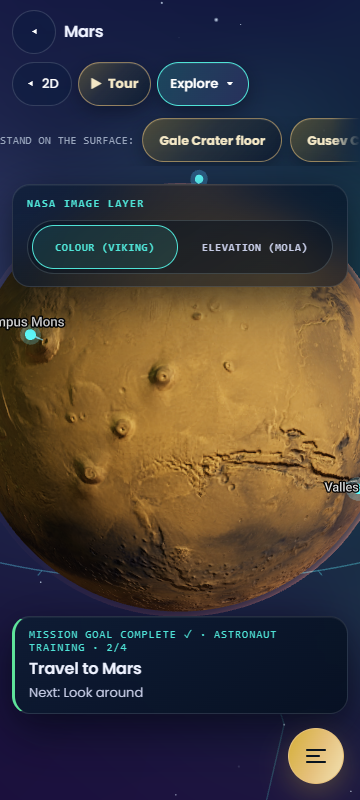 Mars
2D
Tour
Explore
STAND ON THE SURFACE:
Gale Crater floor
Gusev C
NASA IMAGE LAYER
COLOUR (VIKING)
ELEVATION (MOLA)
mpus Mons
Valles
MISSION GOAL COMPLETE ✓ · ASTRONAUT
TRAINING · 2/4
Travel to Mars
Next: Look around